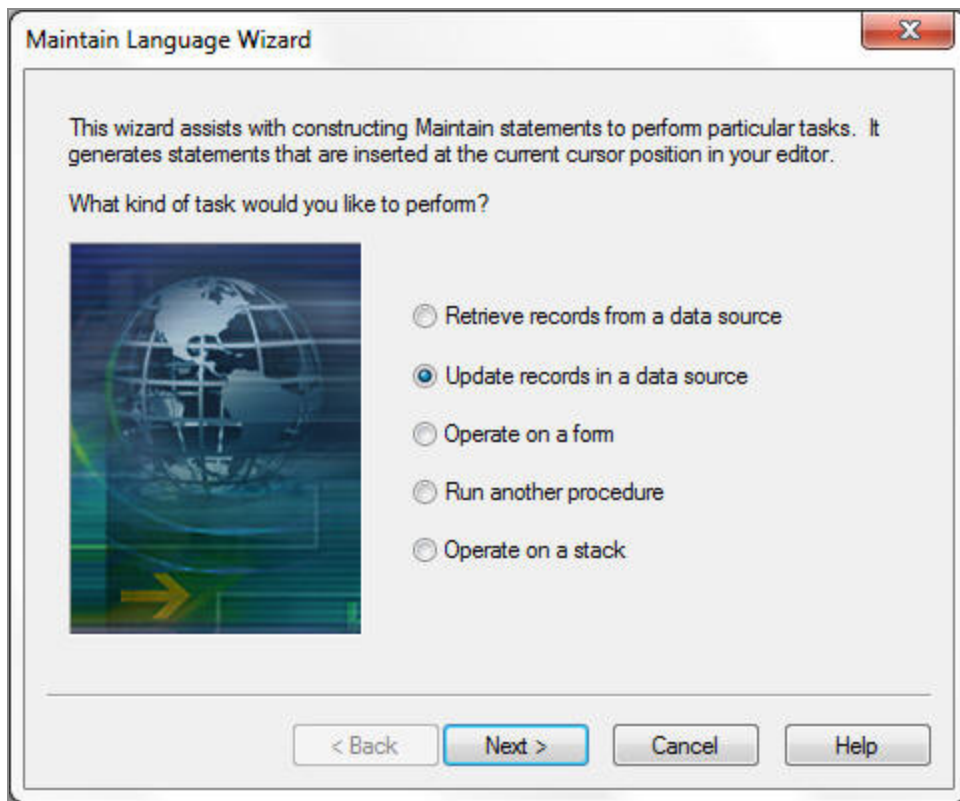 Maintain Language Wizard
This wizard assists with constructing Maintain statements to perform particular tasks.  It
generates statements that are inserted at the current cursor position in your editor.
What kind of task would you like to perform?
Retrieve records from a data source
Update records in a data source
Operate on a form
Run another procedure
Operate on a stack
< Back
Next >
Cancel
Help